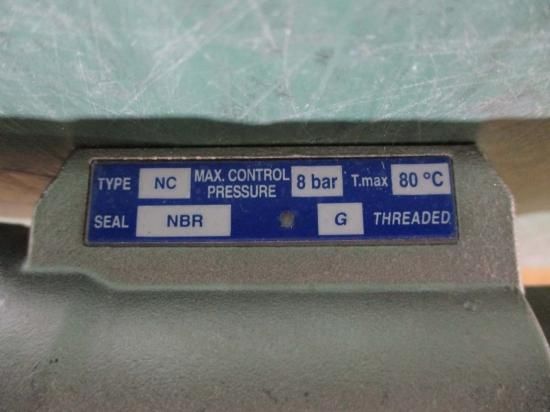 TYPE NC MAX. CONTROL PRESSURE 8 bar T.max 80 °C
SEAL NBR G THREADED